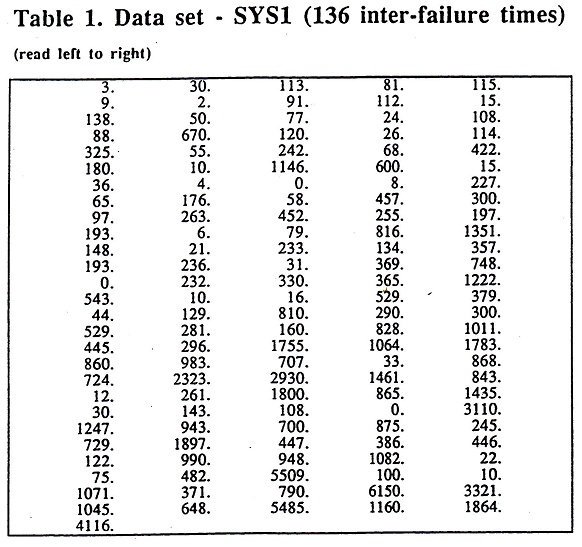 Table 1. Data set - SYS1 (136 inter-failure times)
(read left to right)
3. 30. 113. 81. 115.
9. 2. 91. 112. 15.
138. 50. 77. 24. 108.
88. 670. 120. 26. 114.
325. 55. 242. 68. 422.
180. 10. 1146. 600. 15.
36. 4. 0. 8. 227.
65. 176. 58. 457. 300.
97. 263. 452. 255. 197.
193. 6. 79. 816. 1351.
148. 21. 233. 134. 357.
193. 236. 31. 369. 748.
0. 232. 330. 365. 1222.
543. 10. 16. 529. 379.
44. 129. 810. 290. 300.
529. 281. 160. 828. 1011.
445. 296. 1755. 1064. 1783.
860. 983. 707. 33. 868.
724. 2323. 2930. 1461. 843.
12. 261. 1800. 865. 1435.
30. 143. 108. 0. 3110.
1247. 943. 700. 875. 245.
729. 1897. 447. 386. 446.
122. 990. 948. 1082. 22.
75. 482. 5509. 100. 10.
1071. 371. 790. 6150. 3321.
1045. 648. 5485. 1160. 1864.
4116.